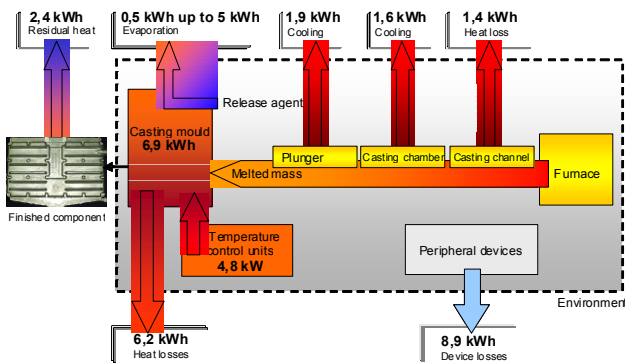 2,4 kWh
Residual heat
0,5 kWh up to 5 kWh
Evaporation
1,9 kWh
Cooling
1,6 kWh
Cooling
1,4 kWh
Heat loss
Release agent
Casting mould
6,9 kWh
Plunger
Casting chamber
Casting channel
Melted mass
Furnace
Finished component
Temperature
control units
4,8 kW
Peripheral devices
Environment
6,2 kWh
Heat losses
8,9 kWh
Device losses